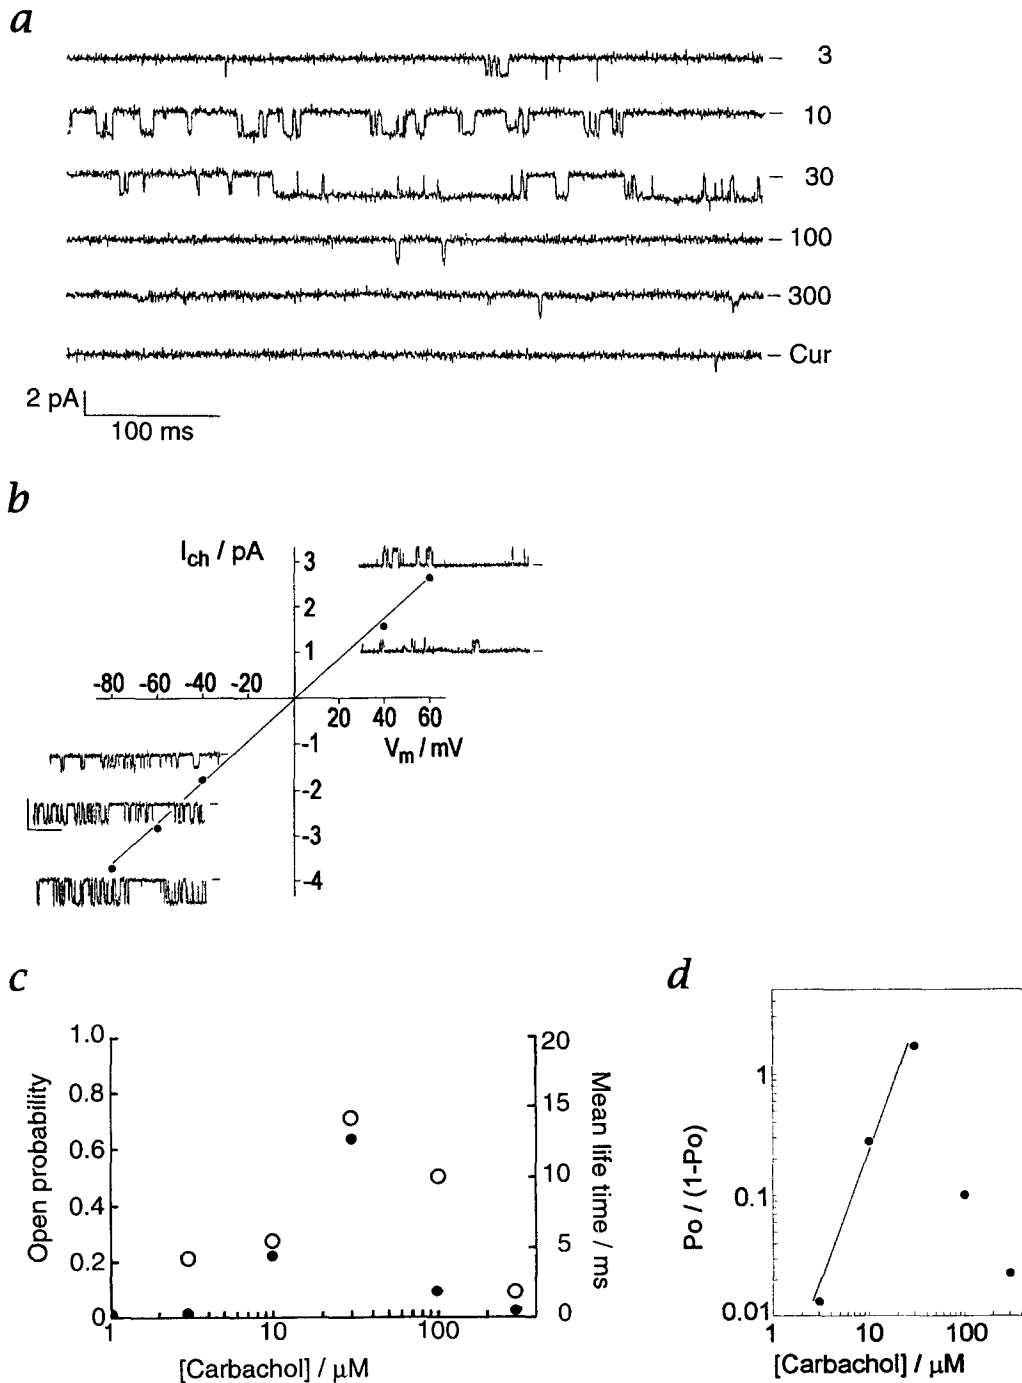 a
3
10
30
100
300
Cur
2 pA
100 ms
b
I_ch / pA
3
2
1
-80 -60 -40 -20
20 40 60
V_m / mV
-1
-2
-3
-4
c
1.0
0.8
0.6
0.4
0.2
0
Open probability
20
15
10
5
0
Mean life time / ms
1 10 100
[Carbachol] / μM
d
1
0.1
0.01
Po / (1-Po)
1 10 100
[Carbachol] / μM